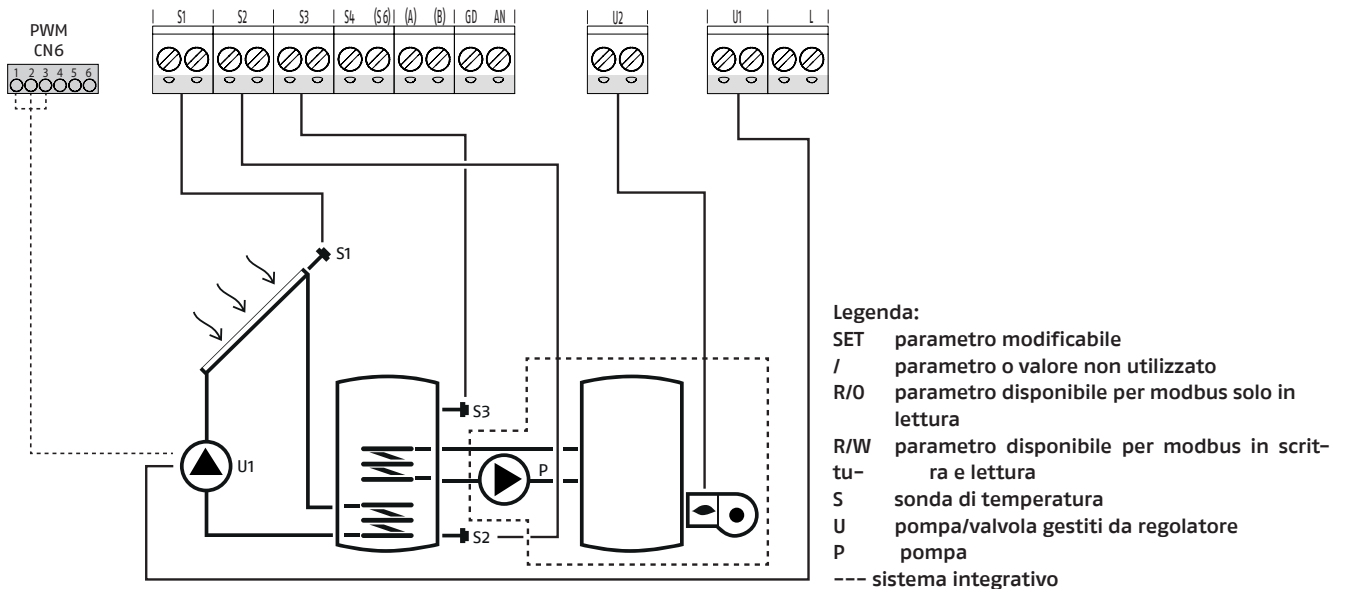 S1 S2 S3 S4 (S6) (A) (B) GD AN U2 U1 L
PWM
CN6
1 2 3 4 5 6
S1
S3
U1
P
S2
Legenda:
SET parametro modificabile
/ parametro o valore non utilizzato
R/0 parametro disponibile per modbus solo in
lettura
R/W parametro disponibile per modbus in scrit-
tu- ra e lettura
S sonda di temperatura
U pompa/valvola gestiti da regolatore
P pompa
--- sistema integrativo